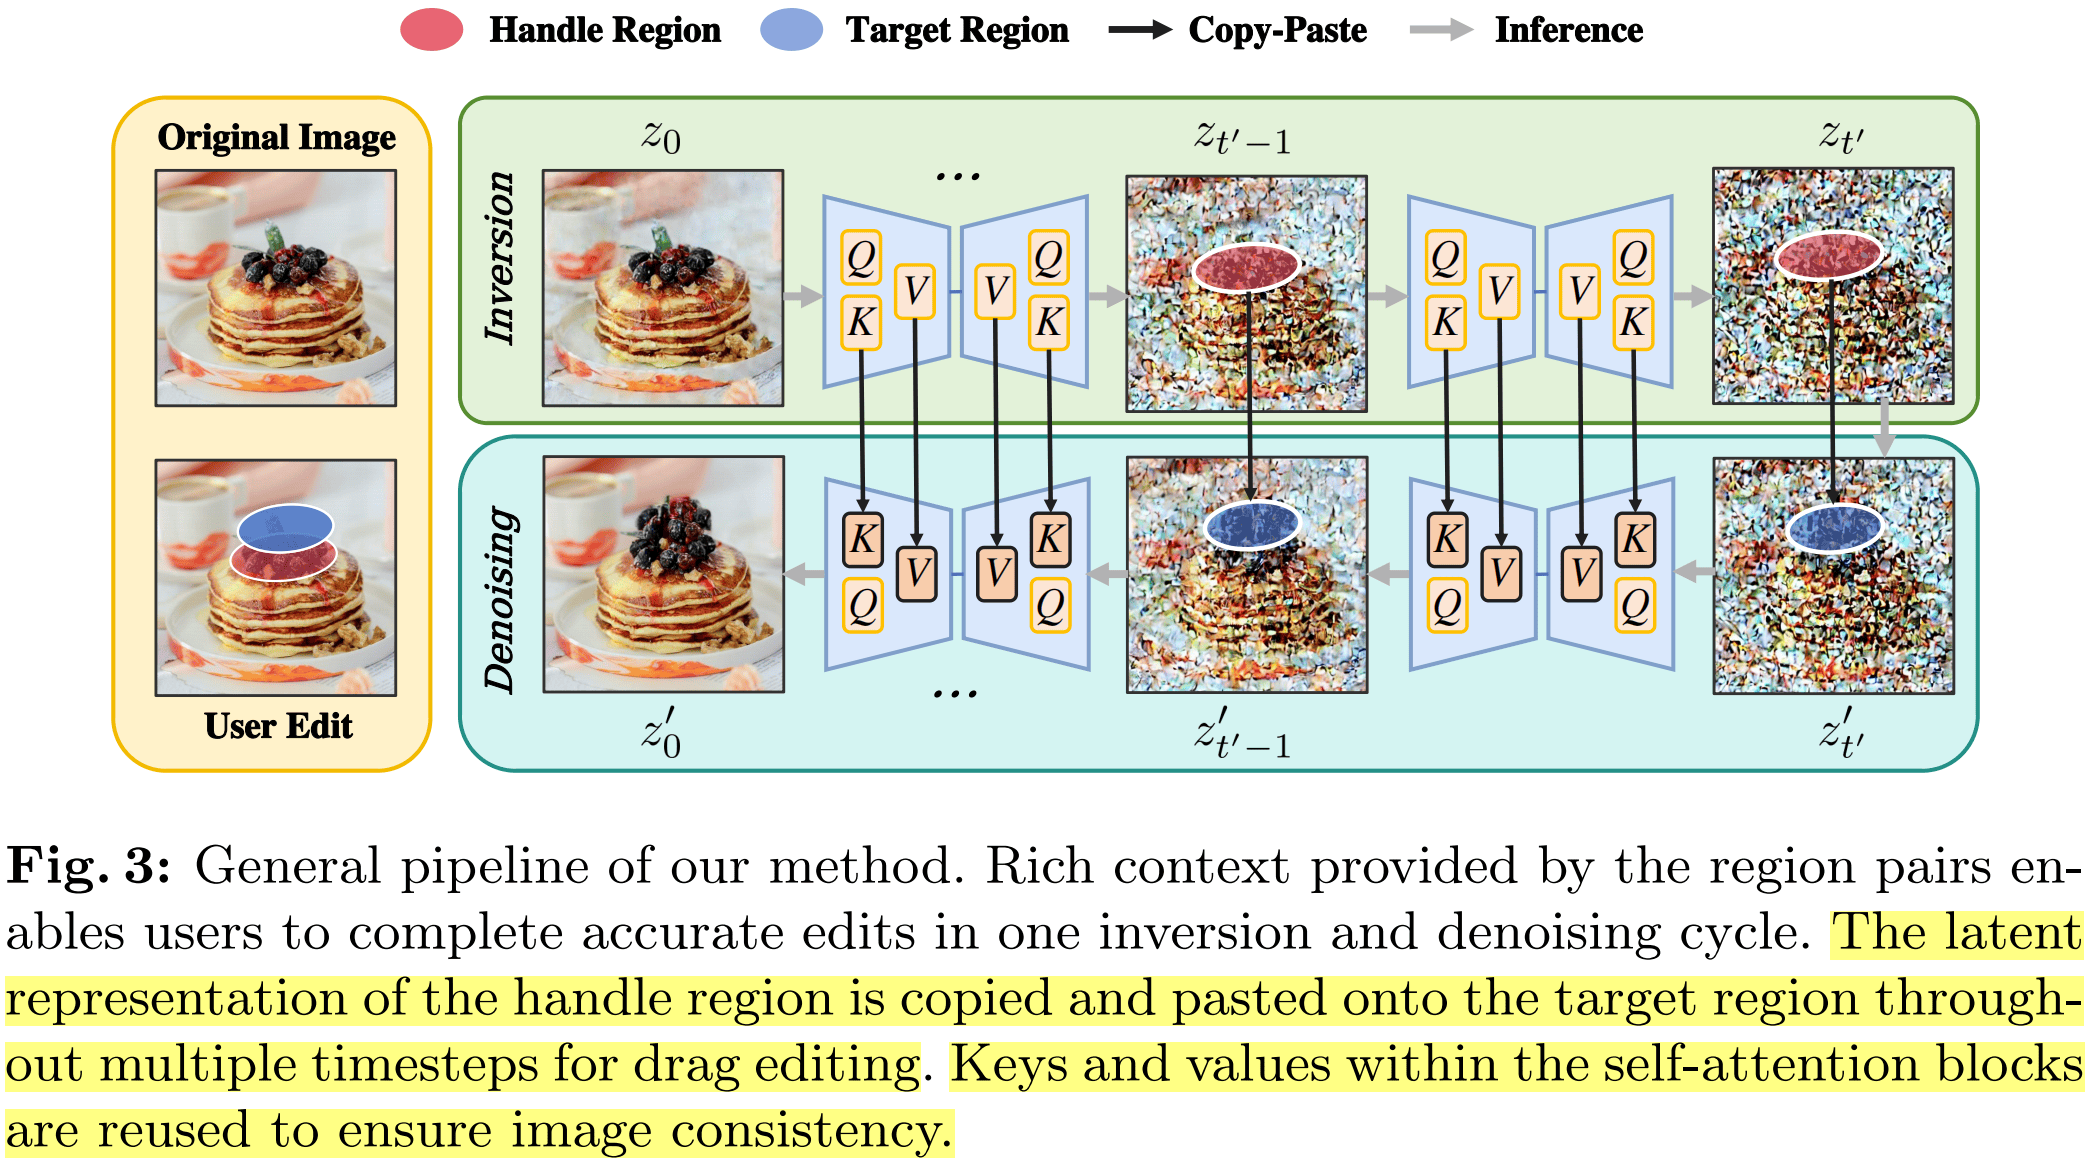 Handle Region Target Region Copy-Paste Inference
Original Image
User Edit
Inversion
z_0 ... z_{t'-1} z_{t'}
Q V V Q Q V V Q
K K K K
Denoising
K V V K K V V K
Q Q Q Q
...
z'_0 z'_{t'-1} z'_{t'}
Fig. 3: General pipeline of our method. Rich context provided by the region pairs en-
ables users to complete accurate edits in one inversion and denoising cycle. The latent
representation of the handle region is copied and pasted onto the target region through-
out multiple timesteps for drag editing. Keys and values within the self-attention blocks
are reused to ensure image consistency.